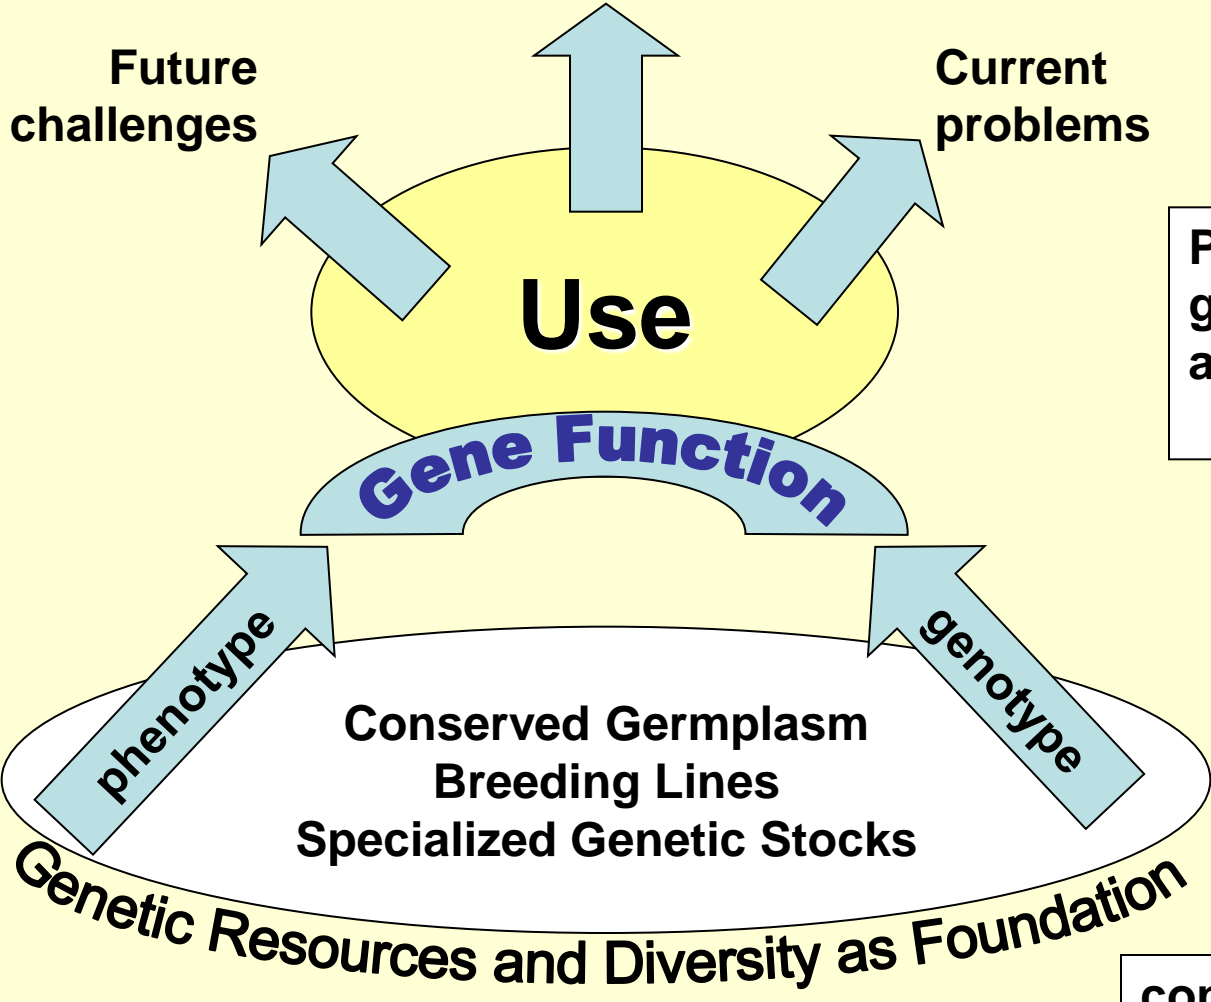 Future
challenges
Current
problems
Use
Gene Function
phenotype
genotype
Conserved Germplasm
Breeding Lines
Specialized Genetic Stocks
Genetic Resources and Diversity as Foundation